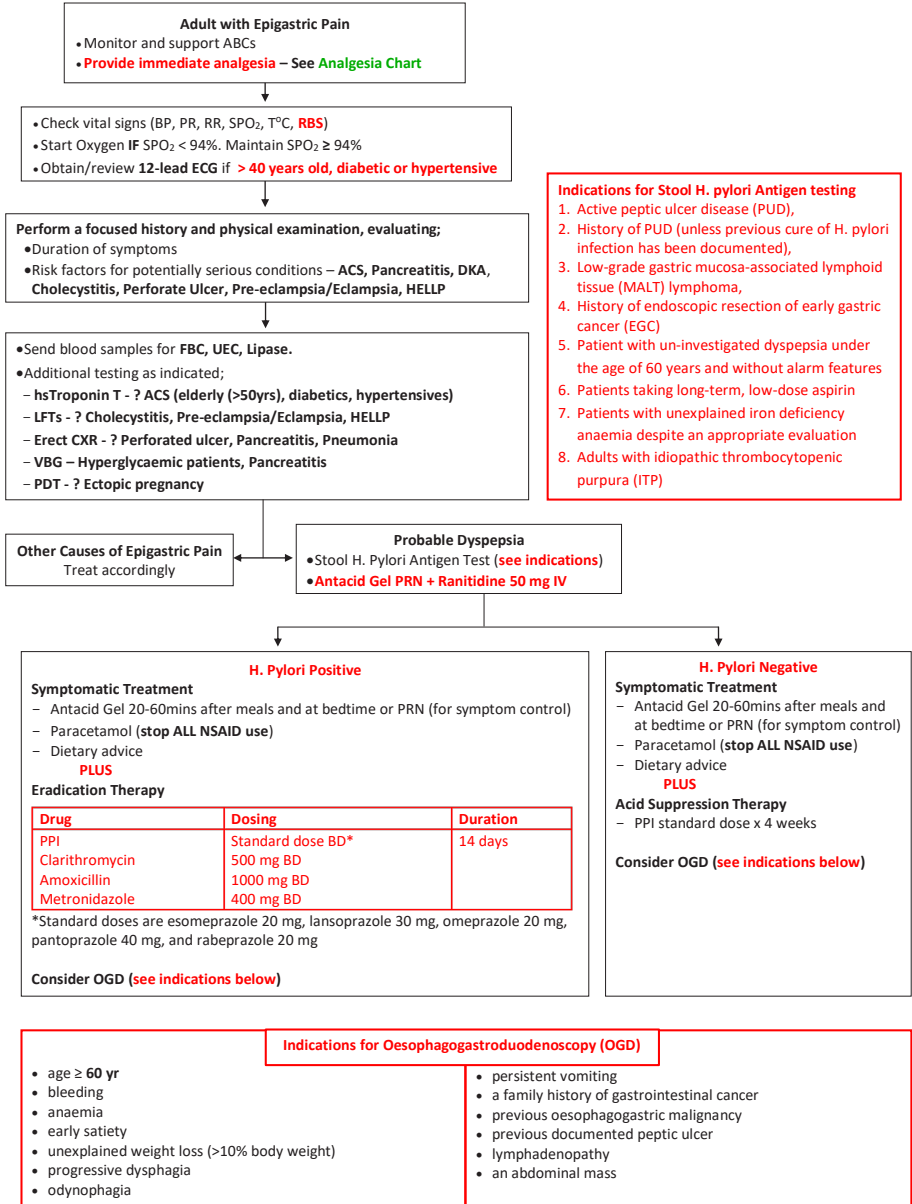 Adult with Epigastric Pain
• Monitor and support ABCs
• Provide immediate analgesia – See Analgesia Chart
• Check vital signs (BP, PR, RR, SPO₂, T°C, RBS)
• Start Oxygen IF SPO₂ < 94%. Maintain SPO₂ ≥ 94%
• Obtain/review 12-lead ECG if > 40 years old, diabetic or hypertensive
Perform a focused history and physical examination, evaluating;
• Duration of symptoms
• Risk factors for potentially serious conditions – ACS, Pancreatitis, DKA,
Cholecystitis, Perforate Ulcer, Pre-eclampsia/Eclampsia, HELLP
• Send blood samples for FBC, UEC, Lipase.
• Additional testing as indicated;
– hsTroponin T - ? ACS (elderly (>50yrs), diabetics, hypertensives)
– LFTs - ? Cholecystitis, Pre-eclampsia/Eclampsia, HELLP
– Erect CXR - ? Perforated ulcer, Pancreatitis, Pneumonia
– VBG – Hyperglycaemic patients, Pancreatitis
– PDT - ? Ectopic pregnancy
Indications for Stool H. pylori Antigen testing
1. Active peptic ulcer disease (PUD),
2. History of PUD (unless previous cure of H. pylori
infection has been documented),
3. Low-grade gastric mucosa-associated lymphoid
tissue (MALT) lymphoma,
4. History of endoscopic resection of early gastric
cancer (EGC)
5. Patient with un-investigated dyspepsia under
the age of 60 years and without alarm features
6. Patients taking long-term, low-dose aspirin
7. Patients with unexplained iron deficiency
anaemia despite an appropriate evaluation
8. Adults with idiopathic thrombocytopenic
purpura (ITP)
Other Causes of Epigastric Pain
Treat accordingly
Probable Dyspepsia
• Stool H. Pylori Antigen Test (see indications)
• Antacid Gel PRN + Ranitidine 50 mg IV
H. Pylori Positive
Symptomatic Treatment
– Antacid Gel 20-60mins after meals and at bedtime or PRN (for symptom control)
– Paracetamol (stop ALL NSAID use)
– Dietary advice
PLUS
Eradication Therapy
Drug Dosing Duration
PPI Standard dose BD* 14 days
Clarithromycin 500 mg BD
Amoxicillin 1000 mg BD
Metronidazole 400 mg BD
*Standard doses are esomeprazole 20 mg, lansoprazole 30 mg, omeprazole 20 mg,
pantoprazole 40 mg, and rabeprazole 20 mg
Consider OGD (see indications below)
H. Pylori Negative
Symptomatic Treatment
– Antacid Gel 20-60mins after meals and
at bedtime or PRN (for symptom control)
– Paracetamol (stop ALL NSAID use)
– Dietary advice
PLUS
Acid Suppression Therapy
– PPI standard dose x 4 weeks
Consider OGD (see indications below)
Indications for Oesophagogastroduodenoscopy (OGD)
• age ≥ 60 yr
• bleeding
• anaemia
• early satiety
• unexplained weight loss (>10% body weight)
• progressive dysphagia
• odynophagia
• persistent vomiting
• a family history of gastrointestinal cancer
• previous oesophagogastric malignancy
• previous documented peptic ulcer
• lymphadenopathy
• an abdominal mass